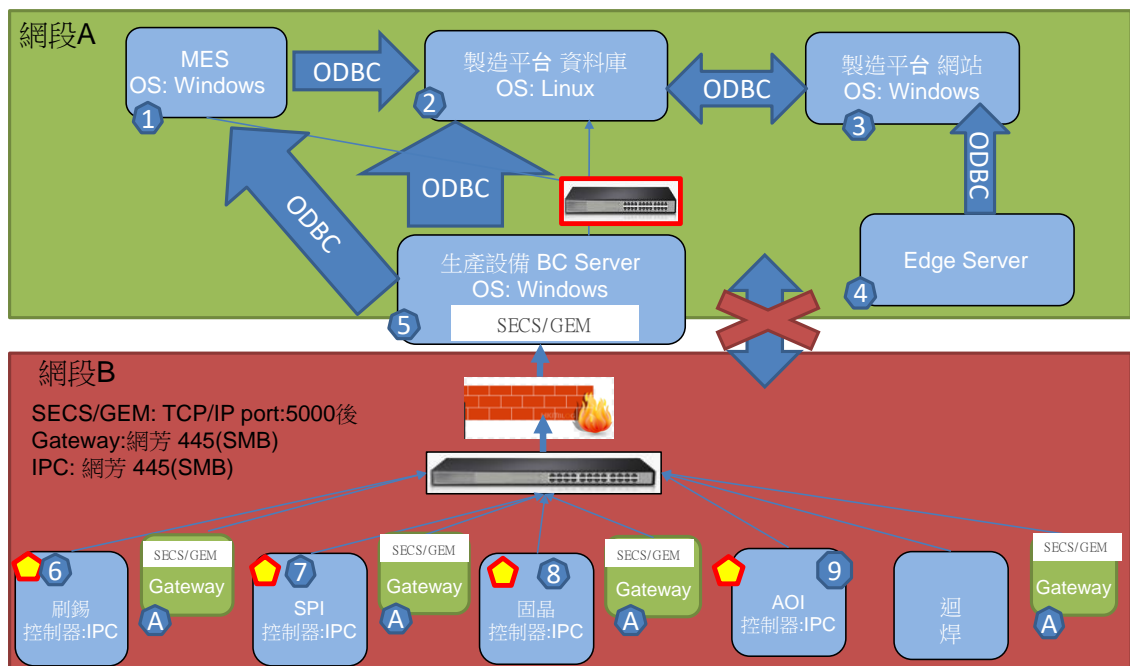 網段A
MES
OS: Windows
1
ODBC
製造平台 資料庫
OS: Linux
2
ODBC
製造平台 網站
OS: Windows
3
ODBC
ODBC
ODBC
生產設備 BC Server
OS: Windows
5
SECS/GEM
Edge Server
4
網段B
SECS/GEM: TCP/IP port:5000後
Gateway:網芳 445(SMB)
IPC: 網芳 445(SMB)
6
刷錫
控制器:IPC
SECS/GEM
Gateway
A
7
SPI
控制器:IPC
SECS/GEM
Gateway
A
8
固晶
控制器:IPC
SECS/GEM
Gateway
A
9
AOI
控制器:IPC
迴
焊
SECS/GEM
Gateway
A